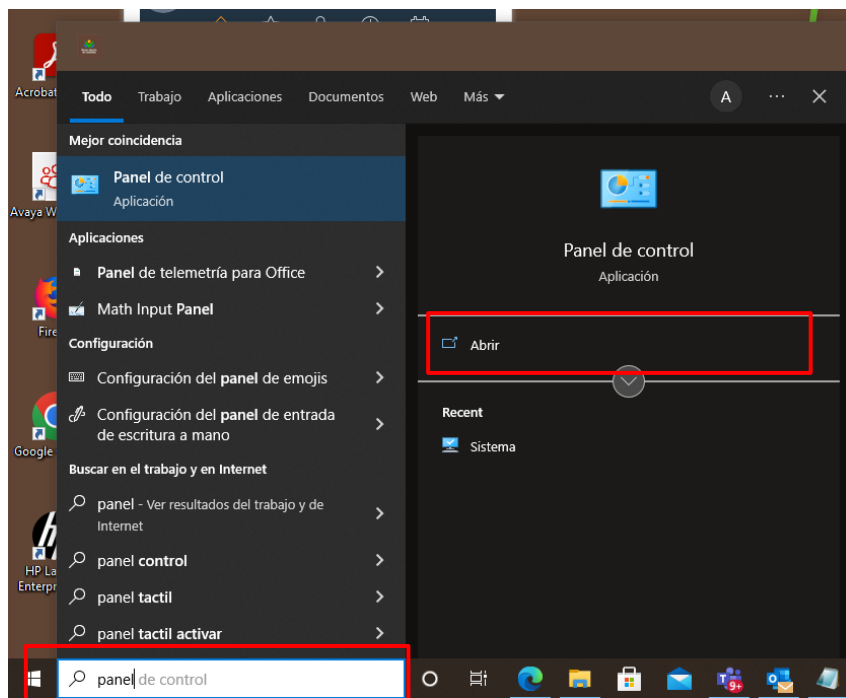 Acrobat
Avaya W
Fire
Google
HP La
Enterpr
Todo Trabajo Aplicaciones Documentos Web Más A
Mejor coincidencia
Panel de control
Aplicación
Aplicaciones
Panel de telemetría para Office
Math Input Panel
Configuración
Configuración del panel de emojis
Configuración del panel de entrada
de escritura a mano
Buscar en el trabajo y en Internet
panel - Ver resultados del trabajo y de
Internet
panel control
panel tactil
panel tactil activar
panel de control
Panel de control
Aplicación
Abrir
Recent
Sistema
9+